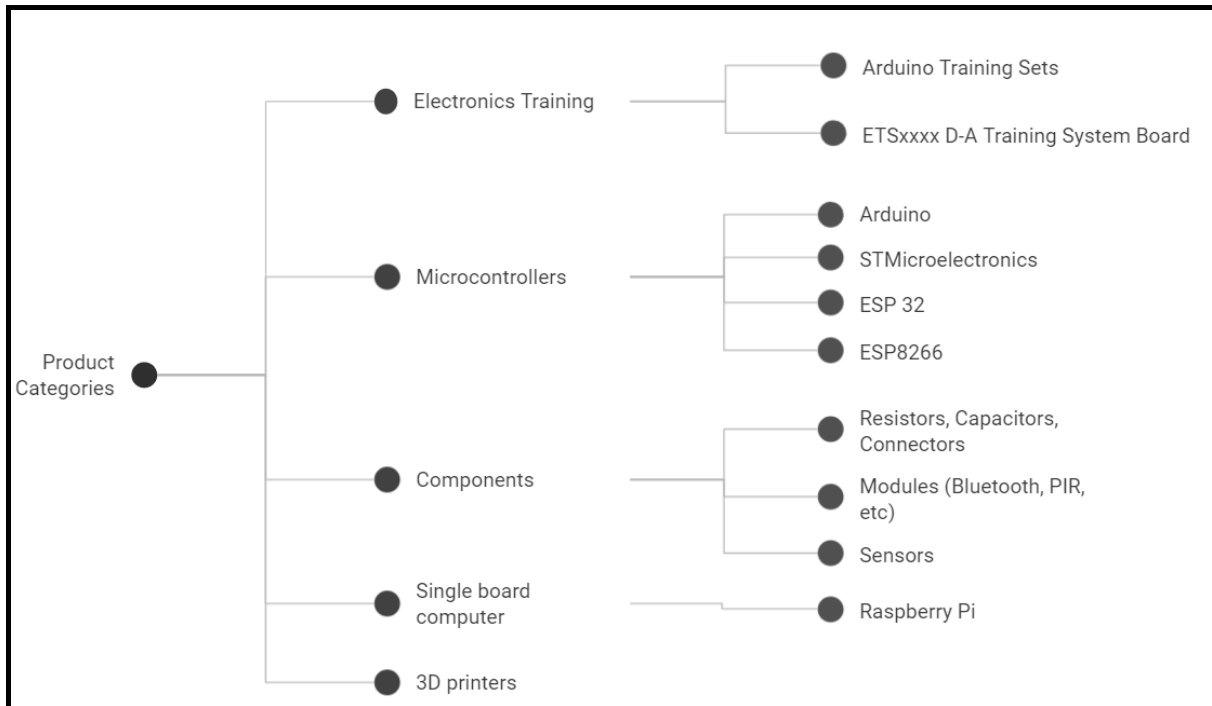 Product
Categories
Electronics Training
Arduino Training Sets
ETSxxxx D-A Training System Board
Microcontrollers
Arduino
STMicroelectronics
ESP 32
ESP8266
Components
Resistors, Capacitors,
Connectors
Modules (Bluetooth, PIR,
etc)
Sensors
Single board
computer
Raspberry Pi
3D printers